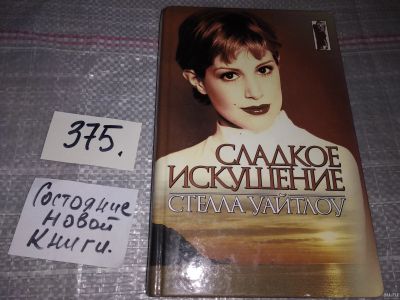 375.
СЛАДКОЕ
ИСКУШЕНИЕ
СТЕЛЛА УАЙТЛОУ
Состояние
новой
книги.